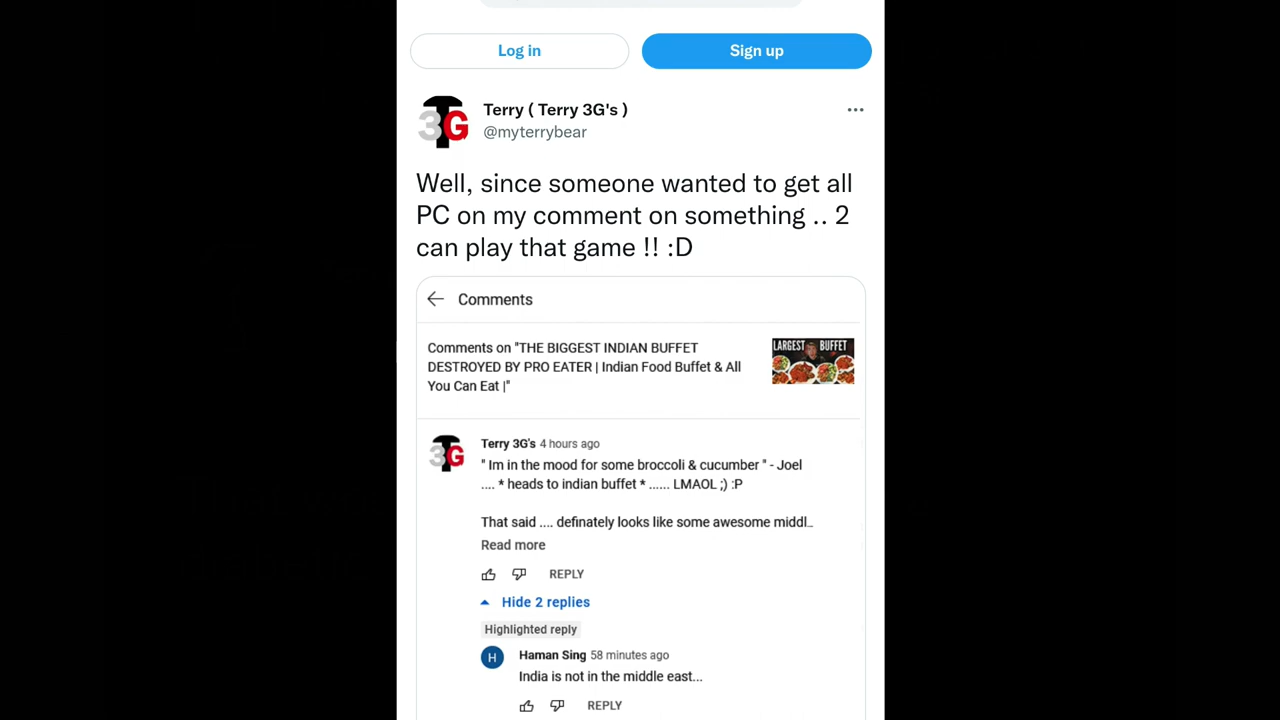 Log in
Sign up
3G
Terry ( Terry 3G's )
...
@myterrybear
Well, since someone wanted to get all
PC on my comment on something .. 2
can play that game !! :D
Comments
Comments on "THE BIGGEST INDIAN BUFFET
DESTROYED BY PRO EATER | Indian Food Buffet & All
You Can Eat |"
LARGEST BUFFET
3G
Terry 3G's 4 hours ago
" Im in the mood for some broccoli & cucumber " - Joel
.... * heads to indian buffet * ...... LMAOL ;) :P
That said .... definately looks like some awesome middl...
Read more
REPLY
Hide 2 replies
Highlighted reply
H
Haman Sing 58 minutes ago
India is not in the middle east...
REPLY